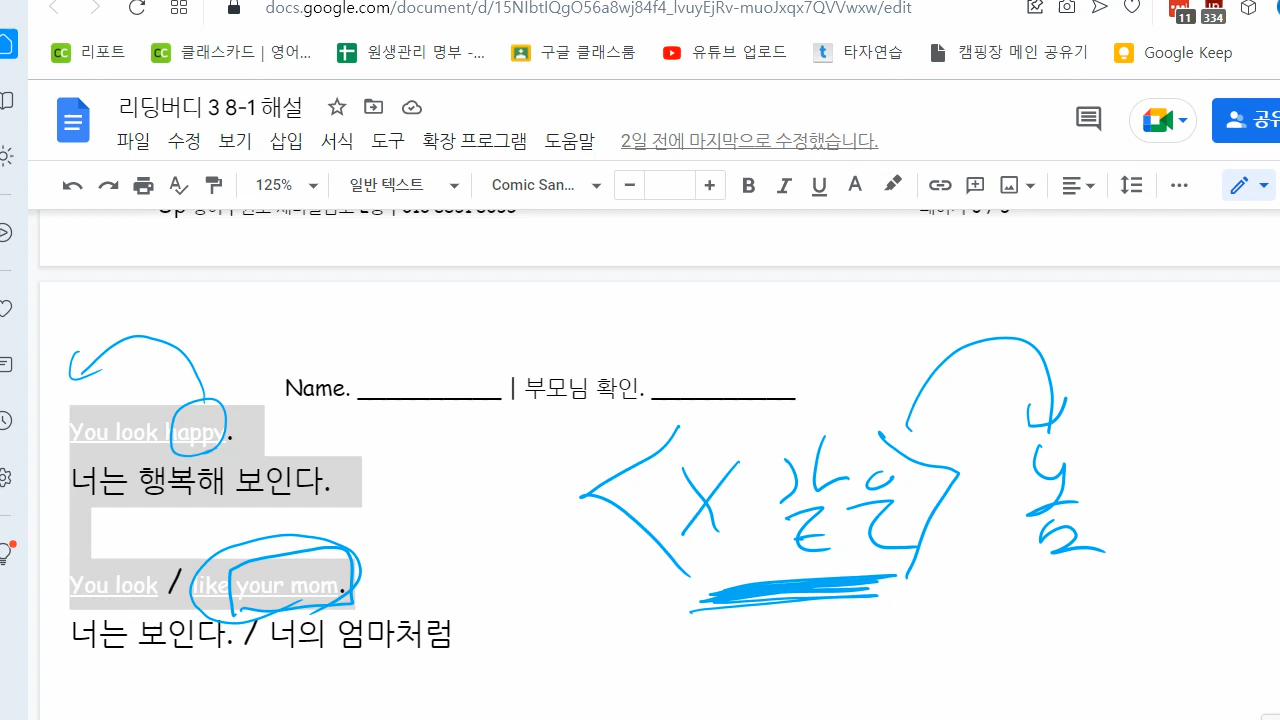 docs.google.com/document/d/15NIbtIQgO56a8wj84f4_lvuyEjRv-muoJxqx7QVVwxw/edit
11 334
리포트 클래스카드 | 영어... 원생관리 명부 -... 구글 클래스룸 유튜브 업로드 타자연습 캠핑장 메인 공유기 Google Keep
리딩버디 3 8-1 해설
공유
파일 수정 보기 삽입 서식 도구 확장 프로그램 도움말 2일 전에 마지막으로 수정했습니다.
125% 일반 텍스트 Comic San...
Name. ___________ | 부모님 확인. ___________
You look happy.
너는 행복해 보인다.
X 같은
You look / like your mom.
너는 보인다. / 너의 엄마처럼